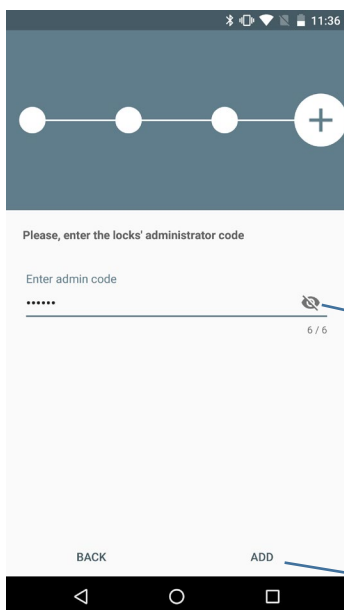 11:36
Please, enter the locks' administrator code
Enter admin code
••••••
6 / 6
BACK ADD